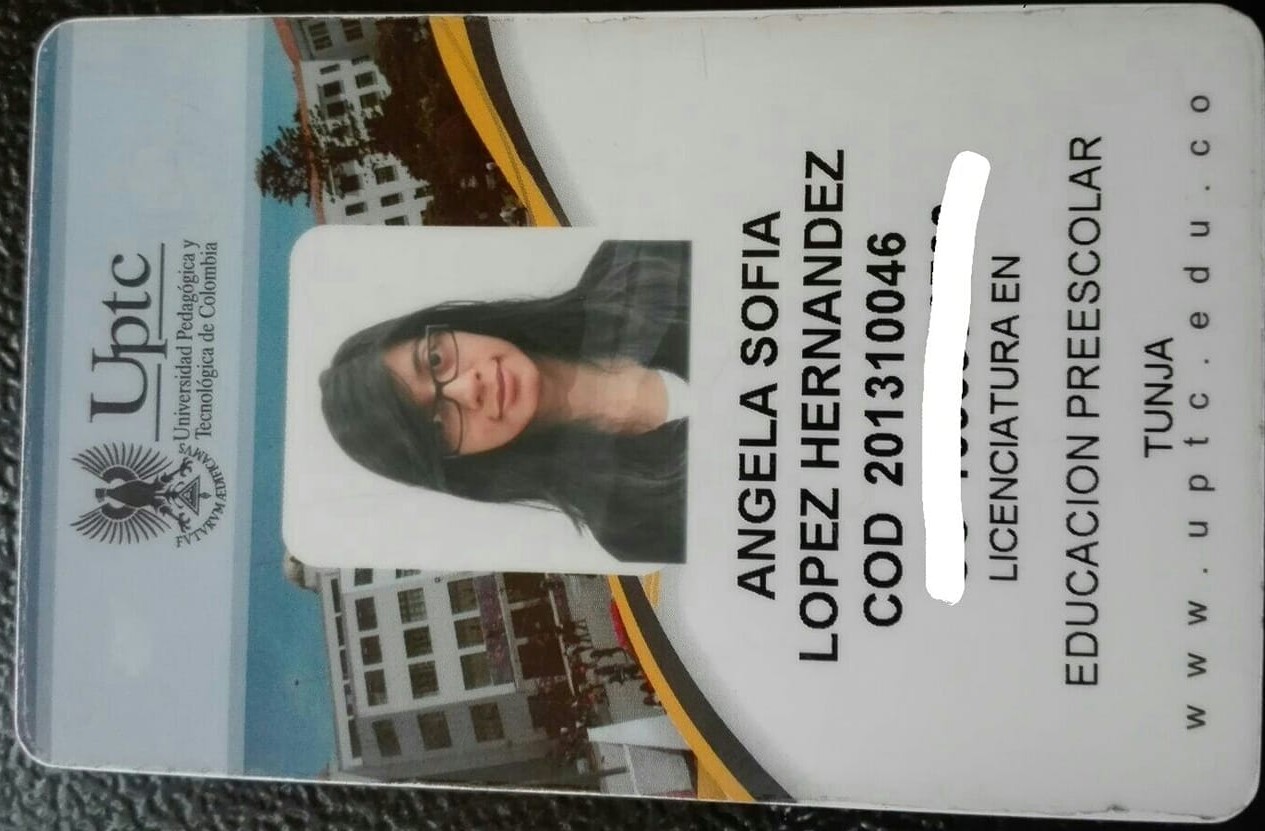 Uptc
Universidad Pedagógica y
Tecnológica de Colombia
FVTVRVM ÆDIFICAMVS
ANGELA SOFIA
LOPEZ HERNANDEZ
COD 201310046
LICENCIATURA EN
EDUCACION PREESCOLAR
TUNJA
www.uptc.edu.co